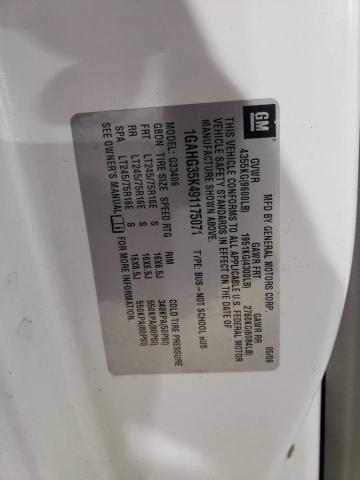 GM
MFD BY GENERAL MOTORS CORP. 05/09
GVWR GAWR FRT GAWR RR
4355KG(9600LB) 1951KG(4300LB) 2760KG(6084LB)
THIS VEHICLE CONFORMS TO ALL APPLICABLE U.S. FEDERAL MOTOR
VEHICLE SAFETY STANDARDS IN EFFECT ON THE DATE OF
MANUFACTURE SHOWN ABOVE.
1GAHG35K491175071 TYPE: BUS-NOT SCHOOL BUS
MODEL: G33406
GBDN TIRE SIZE SPEED RTG RIM COLD TIRE PRESSURE
FRT LT245/75R16E S 16X6.5J 340KPA(50PSI)
RR LT245/75R16E S 16X6.5J 550KPA(80PSI)
SPA LT245/75R16E S 16X6.5J 550KPA(80PSI)
SEE OWNER'S MANUAL